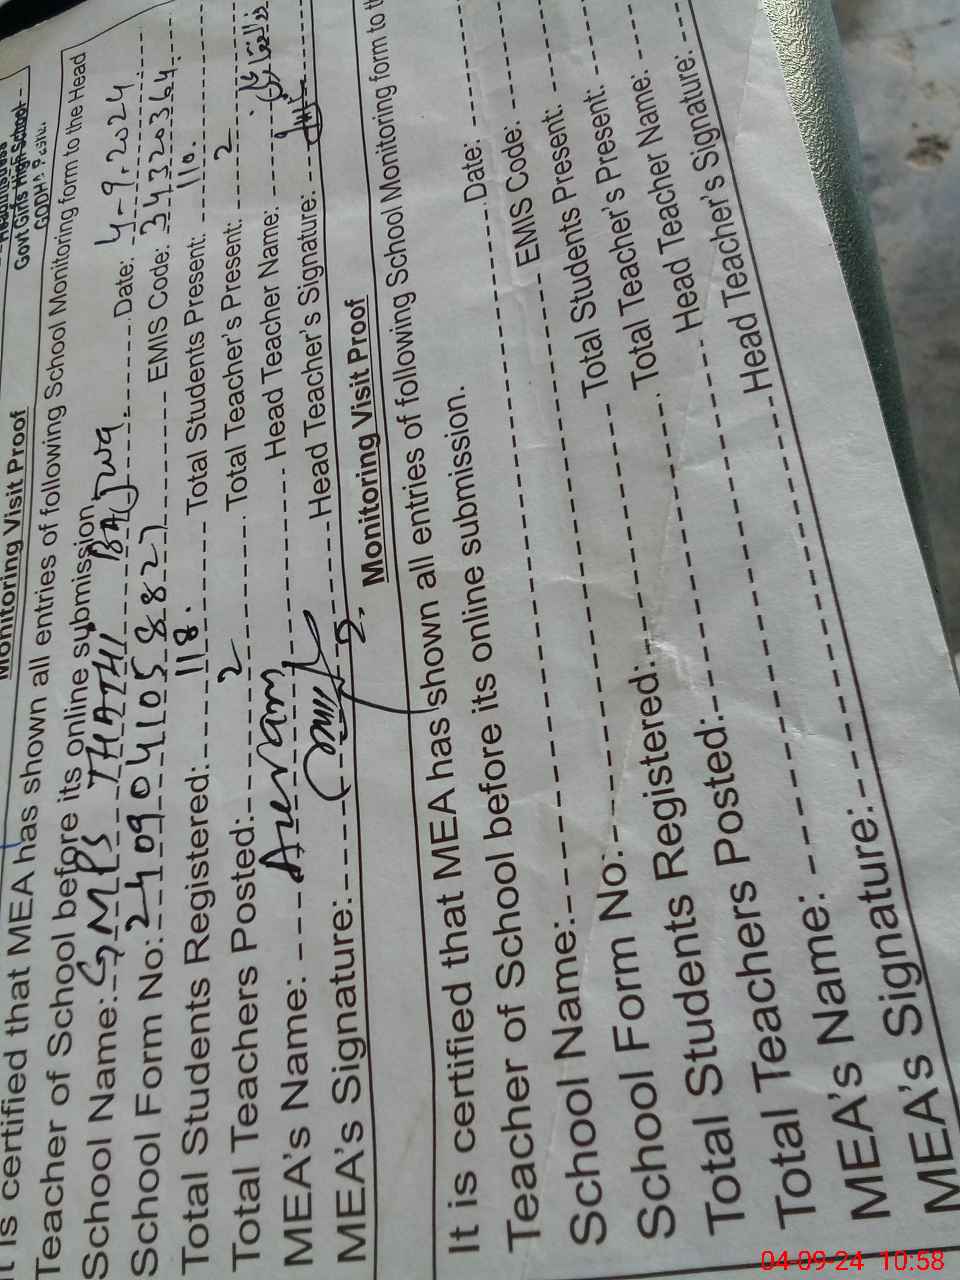 Headmistress
Govt Girls High School
Monitoring Visit Proof
It is certified that MEA has shown all entries of following School Monitoring form to the Head
Teacher of School before its online submission.
School Name: GMPS THATHI BAJWA Date: 4-9-2024
School Form No: 2409041058827 EMIS Code: 34320364
Total Students Registered: 118. Total Students Present: 110.
Total Teachers Posted: 2 Total Teacher's Present: 2
MEA's Name: Head Teacher Name:
MEA's Signature: Head Teacher's Signature:
2.
Monitoring Visit Proof
It is certified that MEA has shown all entries of following School Monitoring form to th
Teacher of School before its online submission.
School Name: Date:
School Form No: EMIS Code:
Total Students Registered: Total Students Present:
Total Teachers Posted: Total Teacher's Present:
MEA's Name: Head Teacher Name:
MEA's Signature: Head Teacher's Signature:
04-09-24 10:58